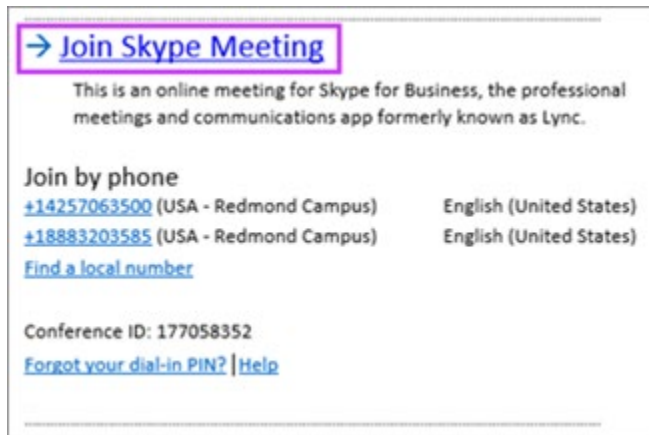 → Join Skype Meeting
This is an online meeting for Skype for Business, the professional
meetings and communications app formerly known as Lync.
Join by phone
+14257063500 (USA - Redmond Campus) English (United States)
+18883203585 (USA - Redmond Campus) English (United States)
Find a local number
Conference ID: 177058352
Forgot your dial-in PIN? | Help